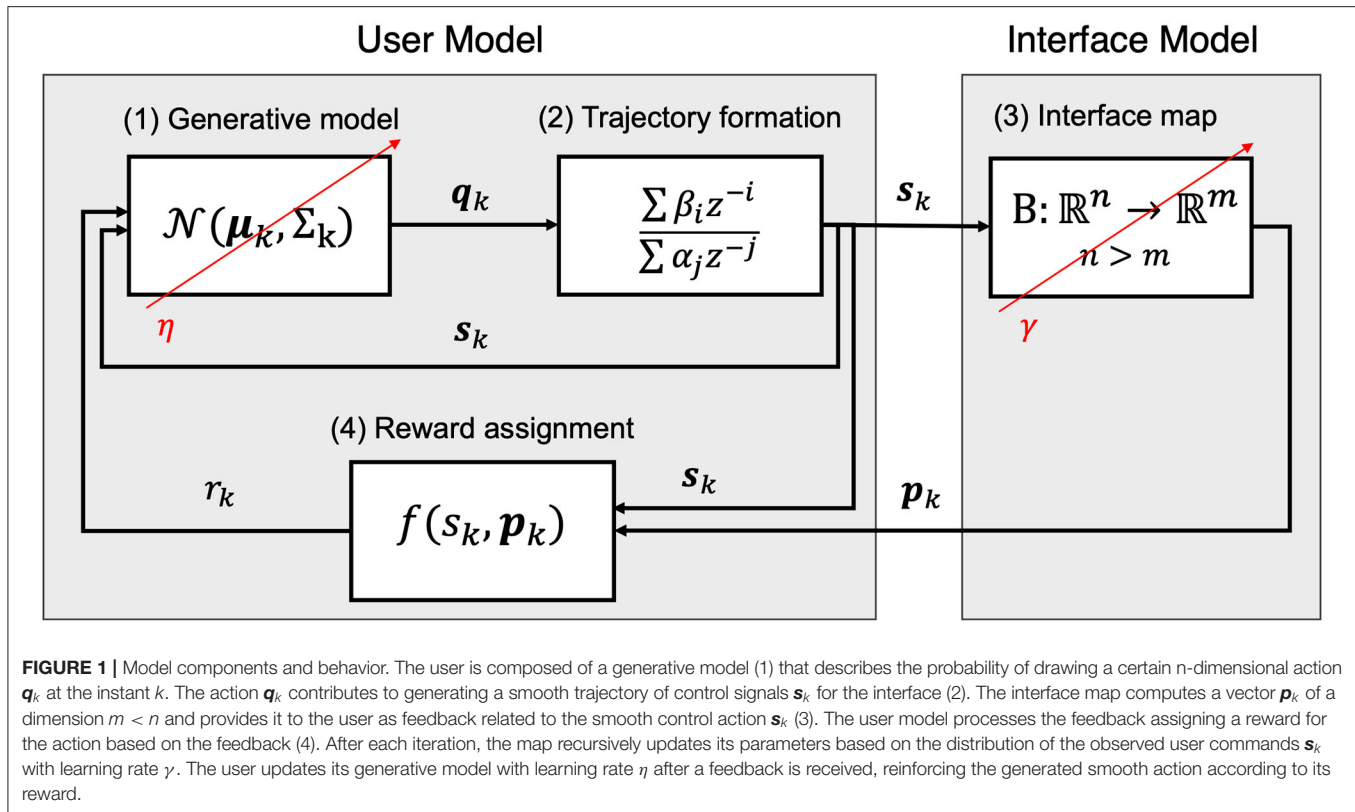 User Model
Interface Model
(1) Generative model
(2) Trajectory formation
(3) Interface map
𝒩(𝝁ₖ, Σₖ)
η
𝒒ₖ
∑ βᵢz⁻ⁱ
∑ αⱼz⁻ʲ
𝒔ₖ
B: ℝⁿ → ℝᵐ
n > m
γ
𝒔ₖ
(4) Reward assignment
rₖ
f(sₖ, 𝒑ₖ)
𝒔ₖ
𝒑ₖ
FIGURE 1 | Model components and behavior. The user is composed of a generative model (1) that describes the probability of drawing a certain n-dimensional action
𝒒ₖ at the instant k. The action 𝒒ₖ contributes to generating a smooth trajectory of control signals 𝒔ₖ for the interface (2). The interface map computes a vector 𝒑ₖ of a
dimension m < n and provides it to the user as feedback related to the smooth control action 𝒔ₖ (3). The user model processes the feedback assigning a reward for
the action based on the feedback (4). After each iteration, the map recursively updates its parameters based on the distribution of the observed user commands 𝒔ₖ
with learning rate γ. The user updates its generative model with learning rate η after a feedback is received, reinforcing the generated smooth action according to its
reward.